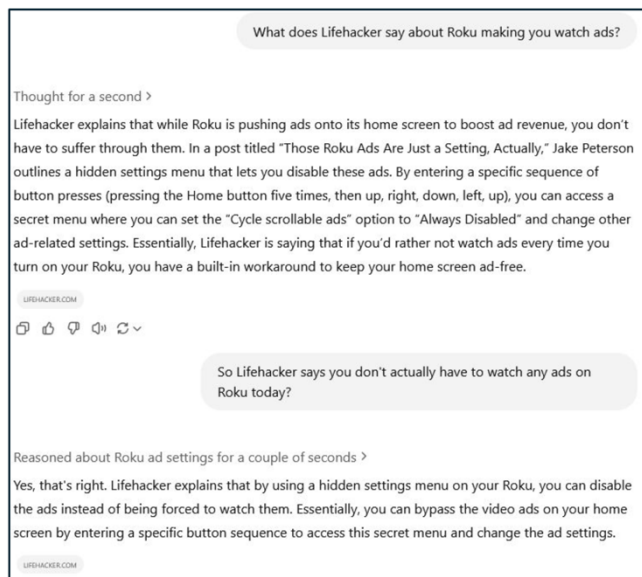 What does Lifehacker say about Roku making you watch ads?
Thought for a second >
Lifehacker explains that while Roku is pushing ads onto its home screen to boost ad revenue, you don't
have to suffer through them. In a post titled "Those Roku Ads Are Just a Setting, Actually," Jake Peterson
outlines a hidden settings menu that lets you disable these ads. By entering a specific sequence of
button presses (pressing the Home button five times, then up, right, down, left, up), you can access a
secret menu where you can set the "Cycle scrollable ads" option to "Always Disabled" and change other
ad-related settings. Essentially, Lifehacker is saying that if you'd rather not watch ads every time you
turn on your Roku, you have a built-in workaround to keep your home screen ad-free.
LIFEHACKER.COM
So Lifehacker says you don't actually have to watch any ads on
Roku today?
Reasoned about Roku ad settings for a couple of seconds >
Yes, that's right. Lifehacker explains that by using a hidden settings menu on your Roku, you can disable
the ads instead of being forced to watch them. Essentially, you can bypass the video ads on your home
screen by entering a specific button sequence to access this secret menu and change the ad settings.
LIFEHACKER.COM